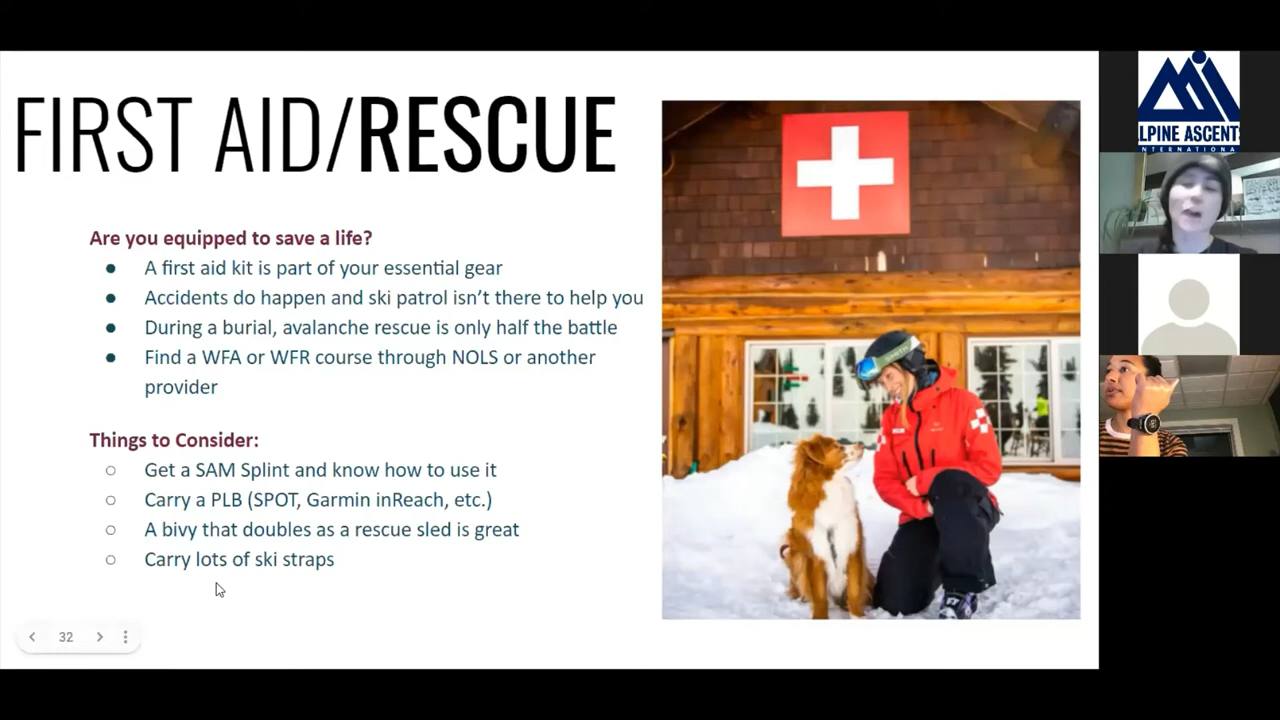 FIRST AID/RESCUE
Are you equipped to save a life?
A first aid kit is part of your essential gear
Accidents do happen and ski patrol isn't there to help you
During a burial, avalanche rescue is only half the battle
Find a WFA or WFR course through NOLS or another
provider
Things to Consider:
Get a SAM Splint and know how to use it
Carry a PLB (SPOT, Garmin inReach, etc.)
A bivy that doubles as a rescue sled is great
Carry lots of ski straps
32
LPINE ASCENT
NTERNATIONA